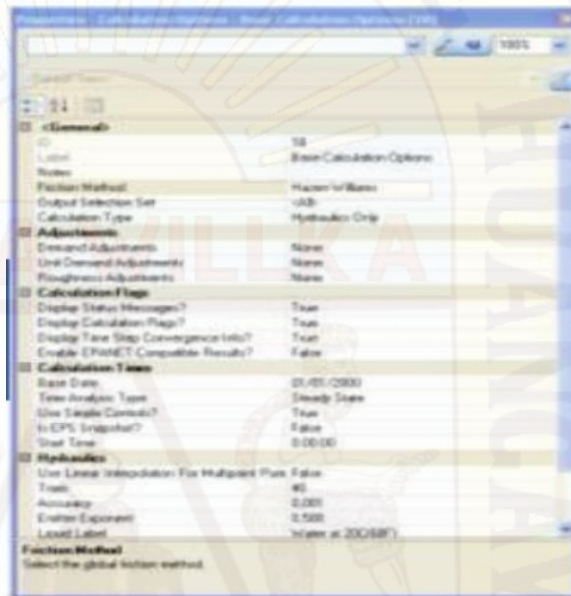 Properties - Calculation Options - Base Calculation Options (58)
100%
<General>
ID 58
Label Base Calculation Options
Notes
Friction Method Hazen-Williams
Output Selection Set <All>
Calculation Type Hydraulics Only
Adjustments
Demand Adjustments None
Unit Demand Adjustments None
Roughness Adjustments None
Calculation Flags
Display Status Messages? True
Display Calculation Flags? True
Display Time Step Convergence Info? True
Enable EPANET Compatible Results? False
Calculation Times
Base Date 01/01/2000
Time Analysis Type Steady State
Use Simple Controls? True
Is EPS Snapshot? False
Start Time 0:00:00
Hydraulics
Use Linear Interpolation For Multipoint Pum False
Trials 40
Accuracy 0.001
Emitter Exponent 0.500
Liquid Label Water at 20C(68F)
Friction Method
Select the global friction method.
VILLKA
HUANCAV